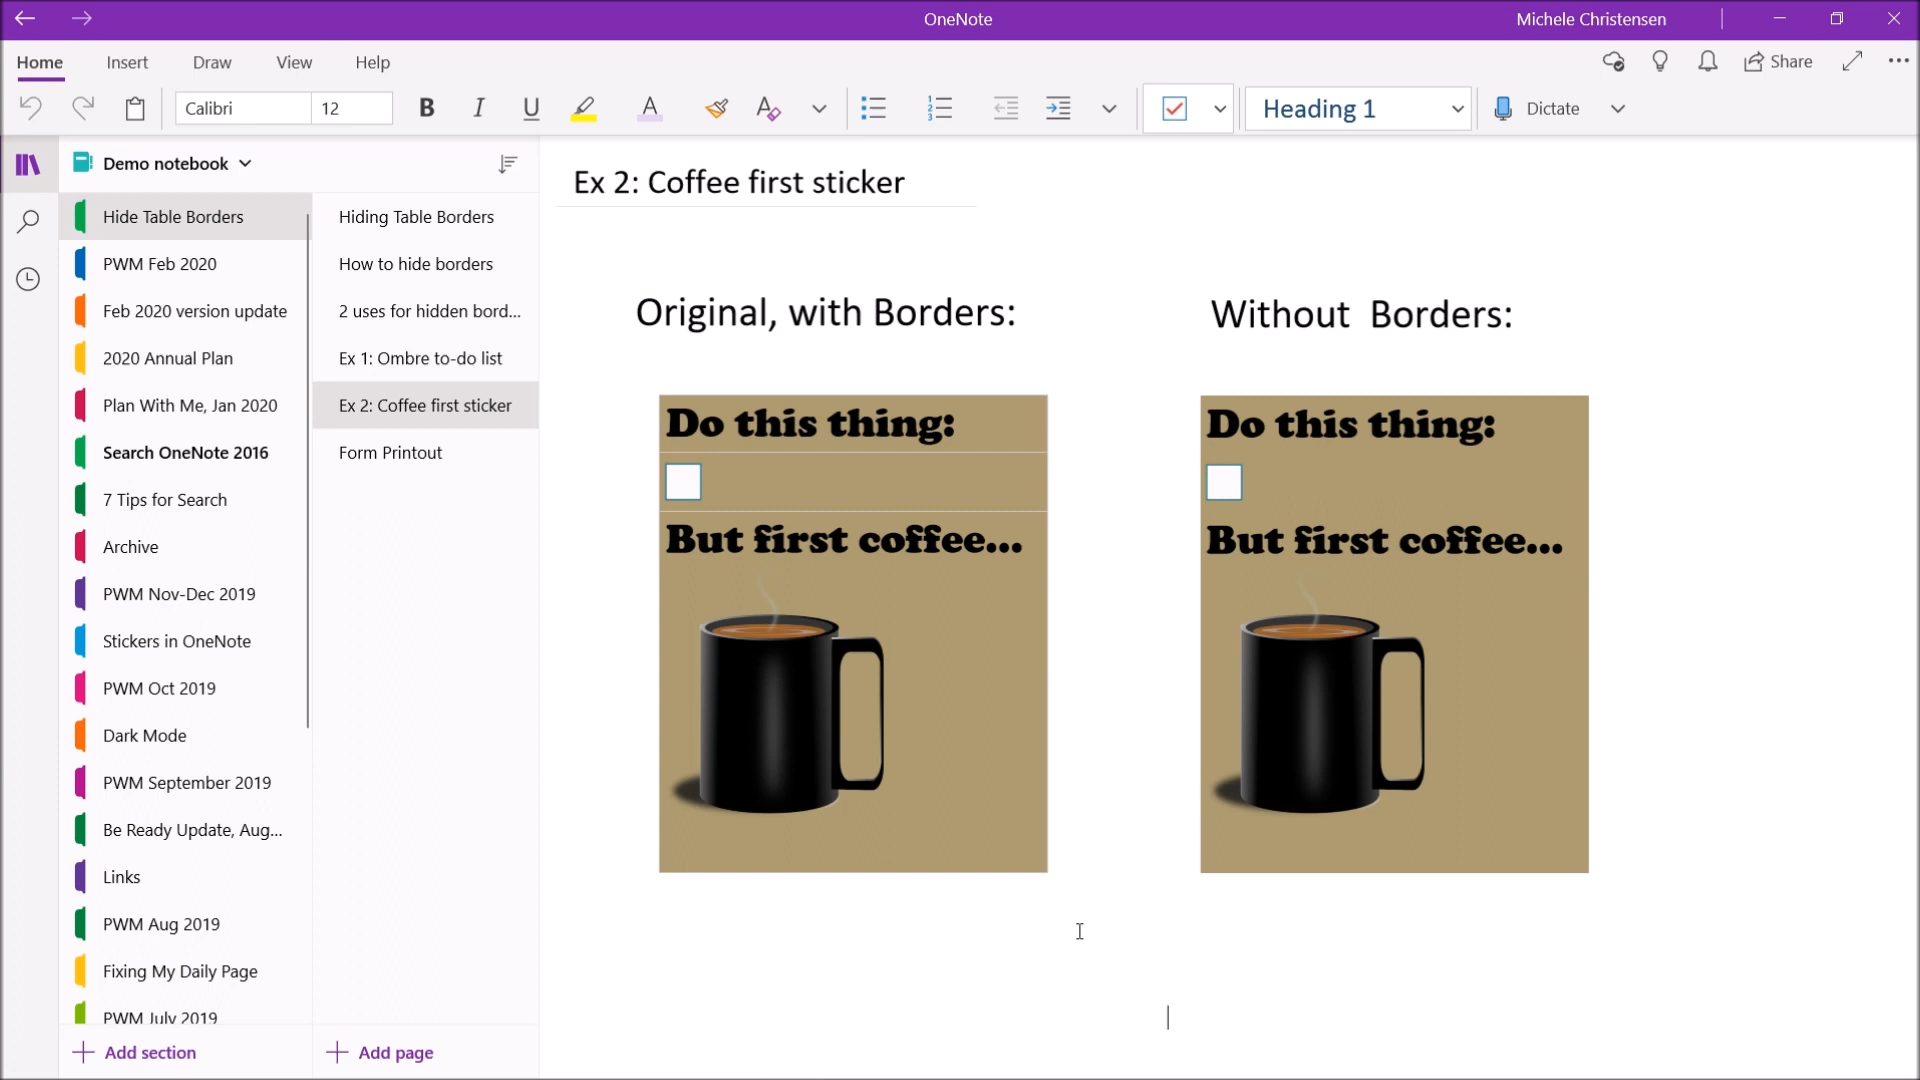 OneNote
Michele Christensen
Home Insert Draw View Help
Share
Calibri 12 B I U A A Heading 1 Dictate
Demo notebook
Hide Table Borders
PWM Feb 2020
Feb 2020 version update
2020 Annual Plan
Plan With Me, Jan 2020
Search OneNote 2016
7 Tips for Search
Archive
PWM Nov-Dec 2019
Stickers in OneNote
PWM Oct 2019
Dark Mode
PWM September 2019
Be Ready Update, Aug...
Links
PWM Aug 2019
Fixing My Daily Page
PWM July 2019
Add section
Hiding Table Borders
How to hide borders
2 uses for hidden bord...
Ex 1: Ombre to-do list
Ex 2: Coffee first sticker
Form Printout
Add page
Ex 2: Coffee first sticker
Original, with Borders:
Do this thing:
But first coffee...
Without Borders:
Do this thing:
But first coffee...